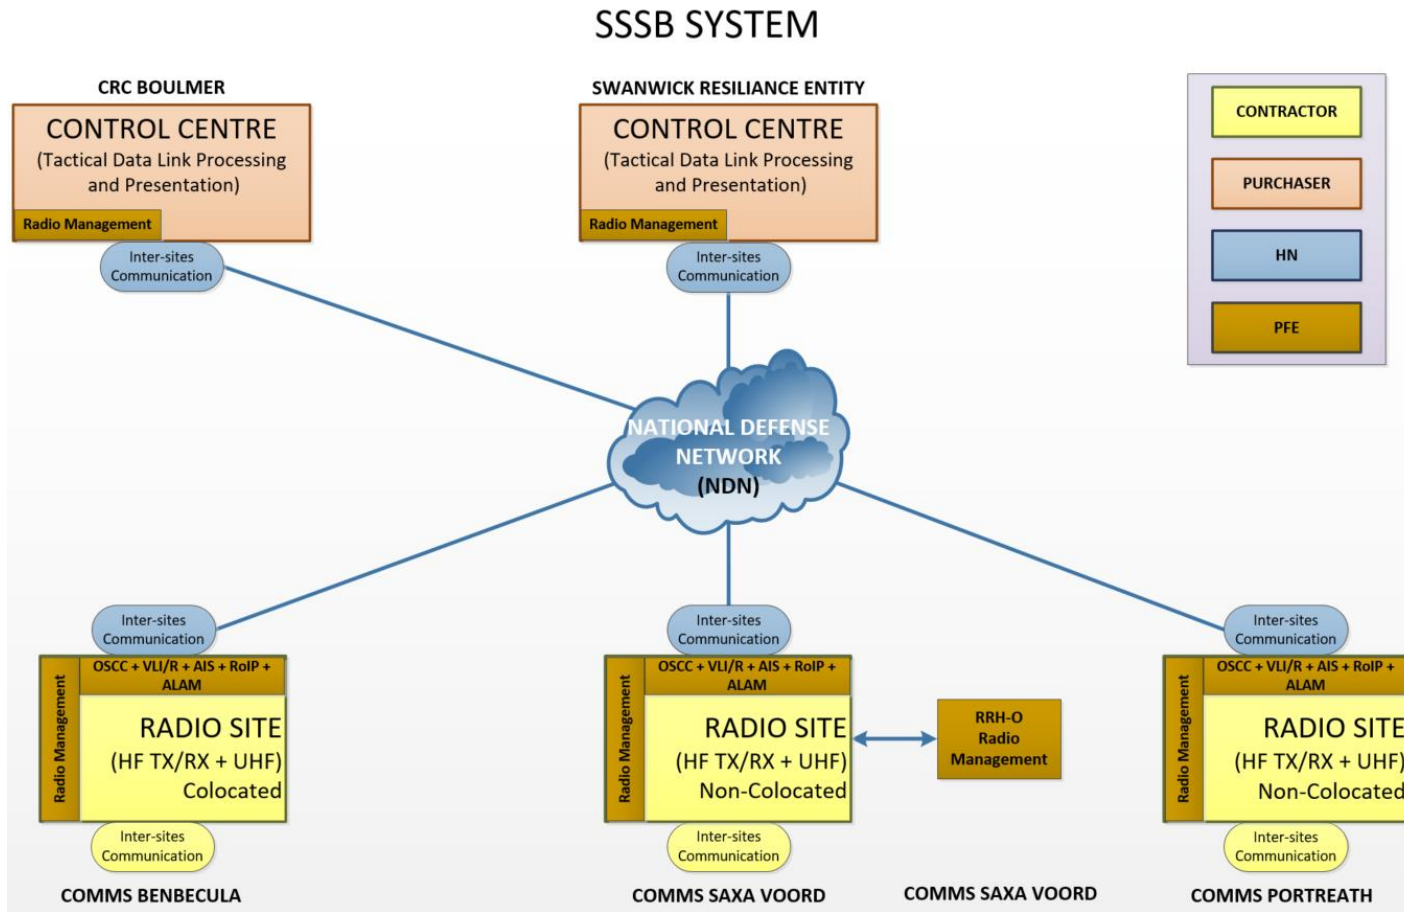 SSSB SYSTEM
CRC BOULMER
CONTROL CENTRE
(Tactical Data Link Processing
and Presentation)
Radio Management
Inter-sites
Communication
SWANWICK RESILIANCE ENTITY
CONTROL CENTRE
(Tactical Data Link Processing
and Presentation)
Radio Management
Inter-sites
Communication
CONTRACTOR
PURCHASER
HN
PFE
NATIONAL DEFENSE
NETWORK
(NDN)
Inter-sites
Communication
OSCC + VLI/R + AIS + RoIP +
ALAM
Radio Management
RADIO SITE
(HF TX/RX + UHF)
Colocated
Inter-sites
Communication
COMMS BENBECULA
Inter-sites
Communication
OSCC + VLI/R + AIS + RoIP +
ALAM
Radio Management
RADIO SITE
(HF TX/RX + UHF)
Non-Colocated
Inter-sites
Communication
COMMS SAXA VOORD
RRH-O
Radio
Management
COMMS SAXA VOORD
Inter-sites
Communication
OSCC + VLI/R + AIS + RoIP +
ALAM
Radio Management
RADIO SITE
(HF TX/RX + UHF)
Non-Colocated
Inter-sites
Communication
COMMS PORTREATH